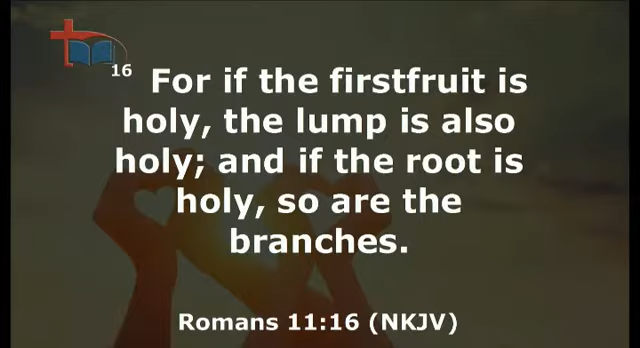 16 For if the firstfruit is
holy, the lump is also
holy; and if the root is
holy, so are the
branches.
Romans 11:16 (NKJV)